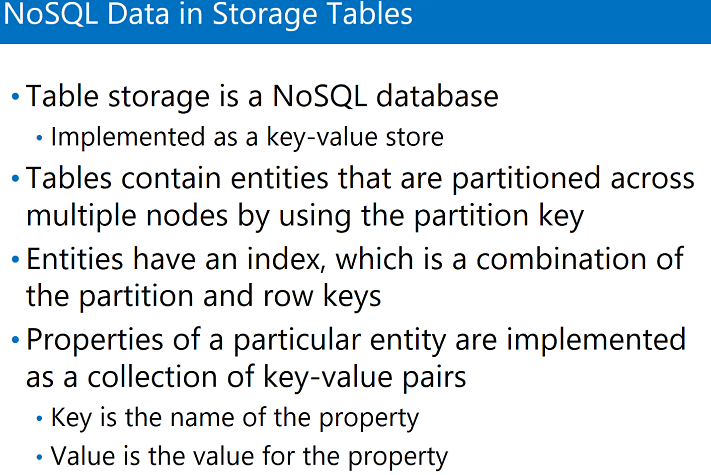 NoSQL Data in Storage Tables
• Table storage is a NoSQL database
• Implemented as a key-value store
• Tables contain entities that are partitioned across
multiple nodes by using the partition key
• Entities have an index, which is a combination of
the partition and row keys
• Properties of a particular entity are implemented
as a collection of key-value pairs
• Key is the name of the property
• Value is the value for the property